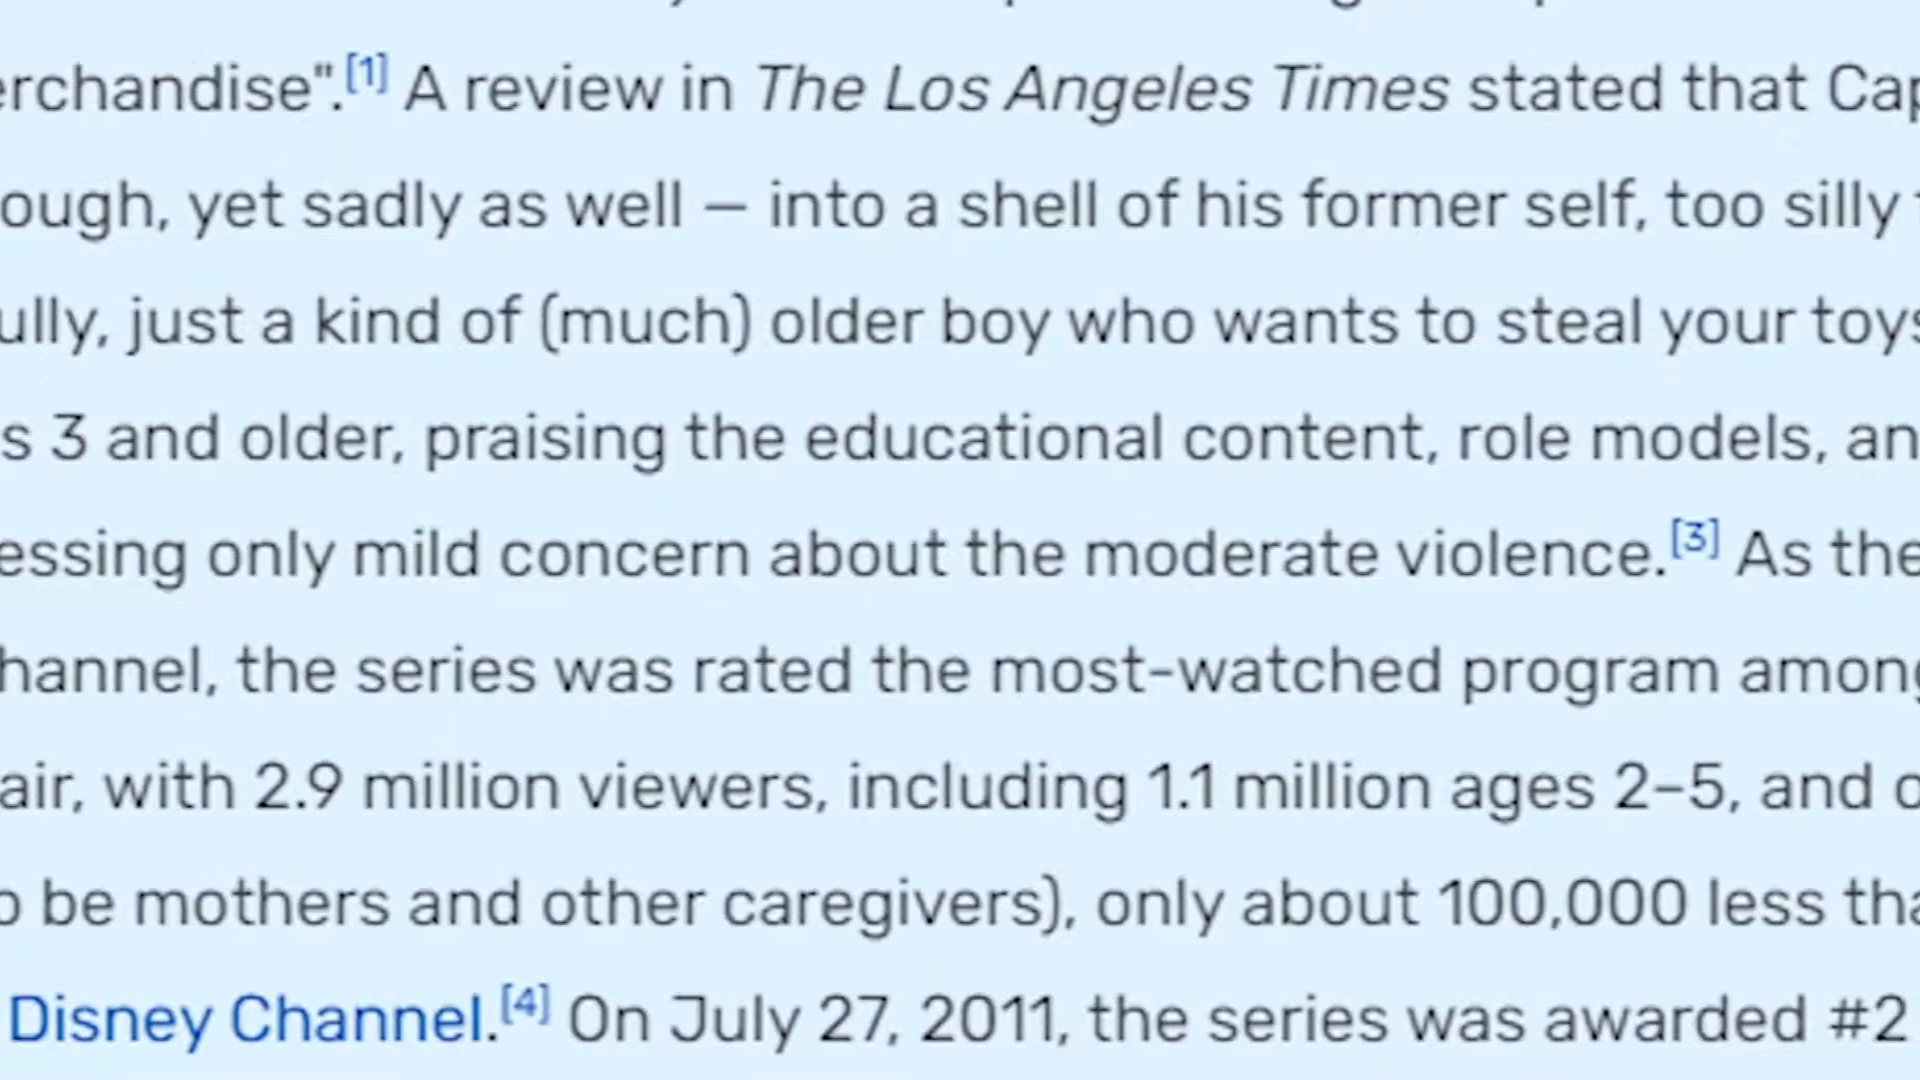 erchandise".[1] A review in The Los Angeles Times stated that Cap
ough, yet sadly as well — into a shell of his former self, too silly
ully, just a kind of (much) older boy who wants to steal your toys
s 3 and older, praising the educational content, role models, an
essing only mild concern about the moderate violence.[3] As the
hannel, the series was rated the most-watched program among
air, with 2.9 million viewers, including 1.1 million ages 2–5, and o
o be mothers and other caregivers), only about 100,000 less tha
Disney Channel.[4] On July 27, 2011, the series was awarded #2